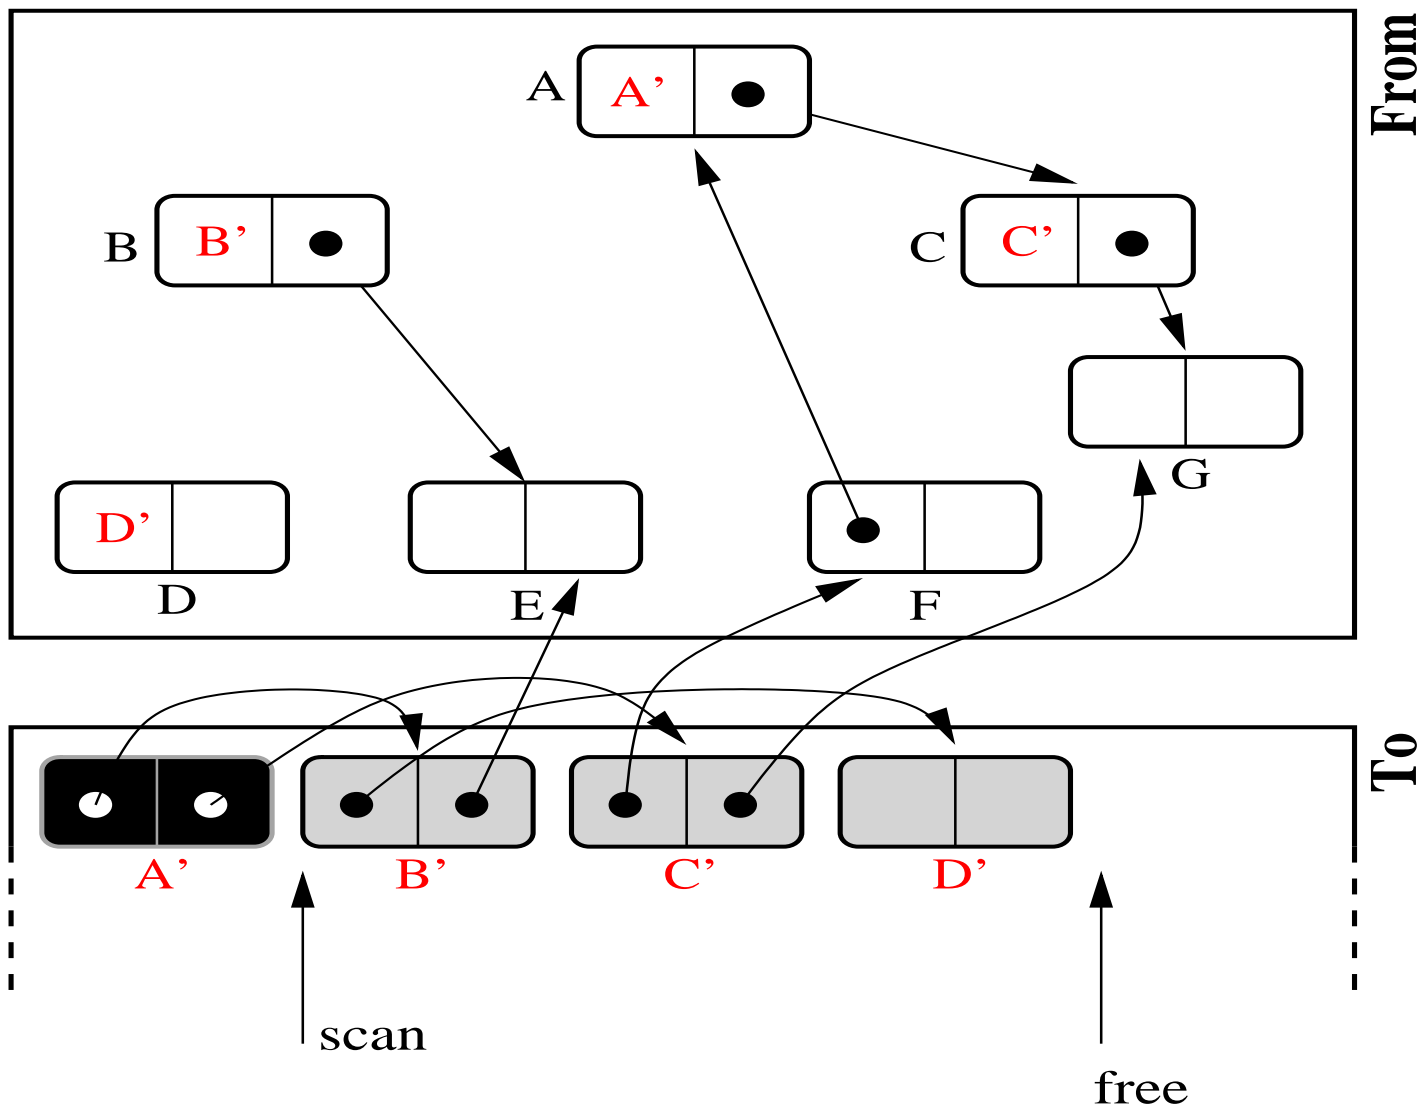 From
A A’
B B’
C C’
G
D’
D
E
F
To
A’ B’ C’ D’
scan
free